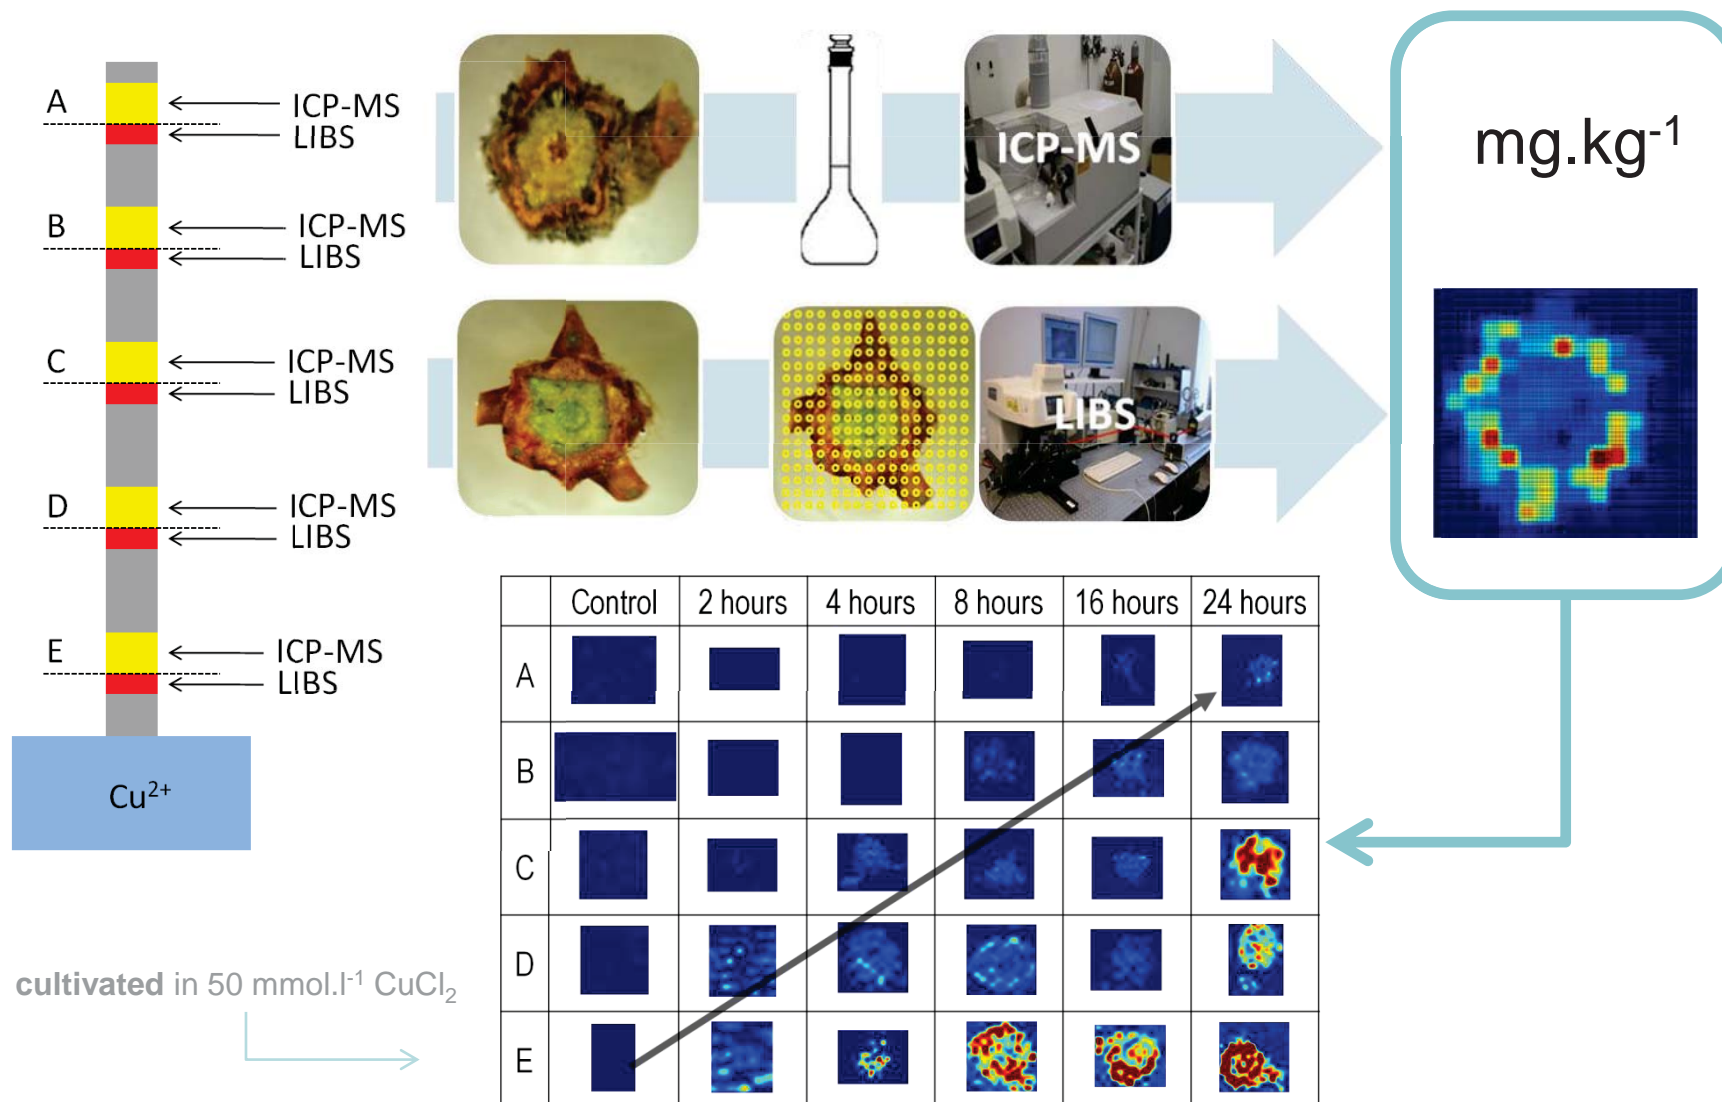 A
ICP-MS
LIBS
B
ICP-MS
LIBS
C
ICP-MS
LIBS
D
ICP-MS
LIBS
E
ICP-MS
LIBS
Cu²⁺
cultivated in 50 mmol.l⁻¹ CuCl₂
ICP-MS
LIBS
mg.kg⁻¹
Control 2 hours 4 hours 8 hours 16 hours 24 hours
A
B
C
D
E